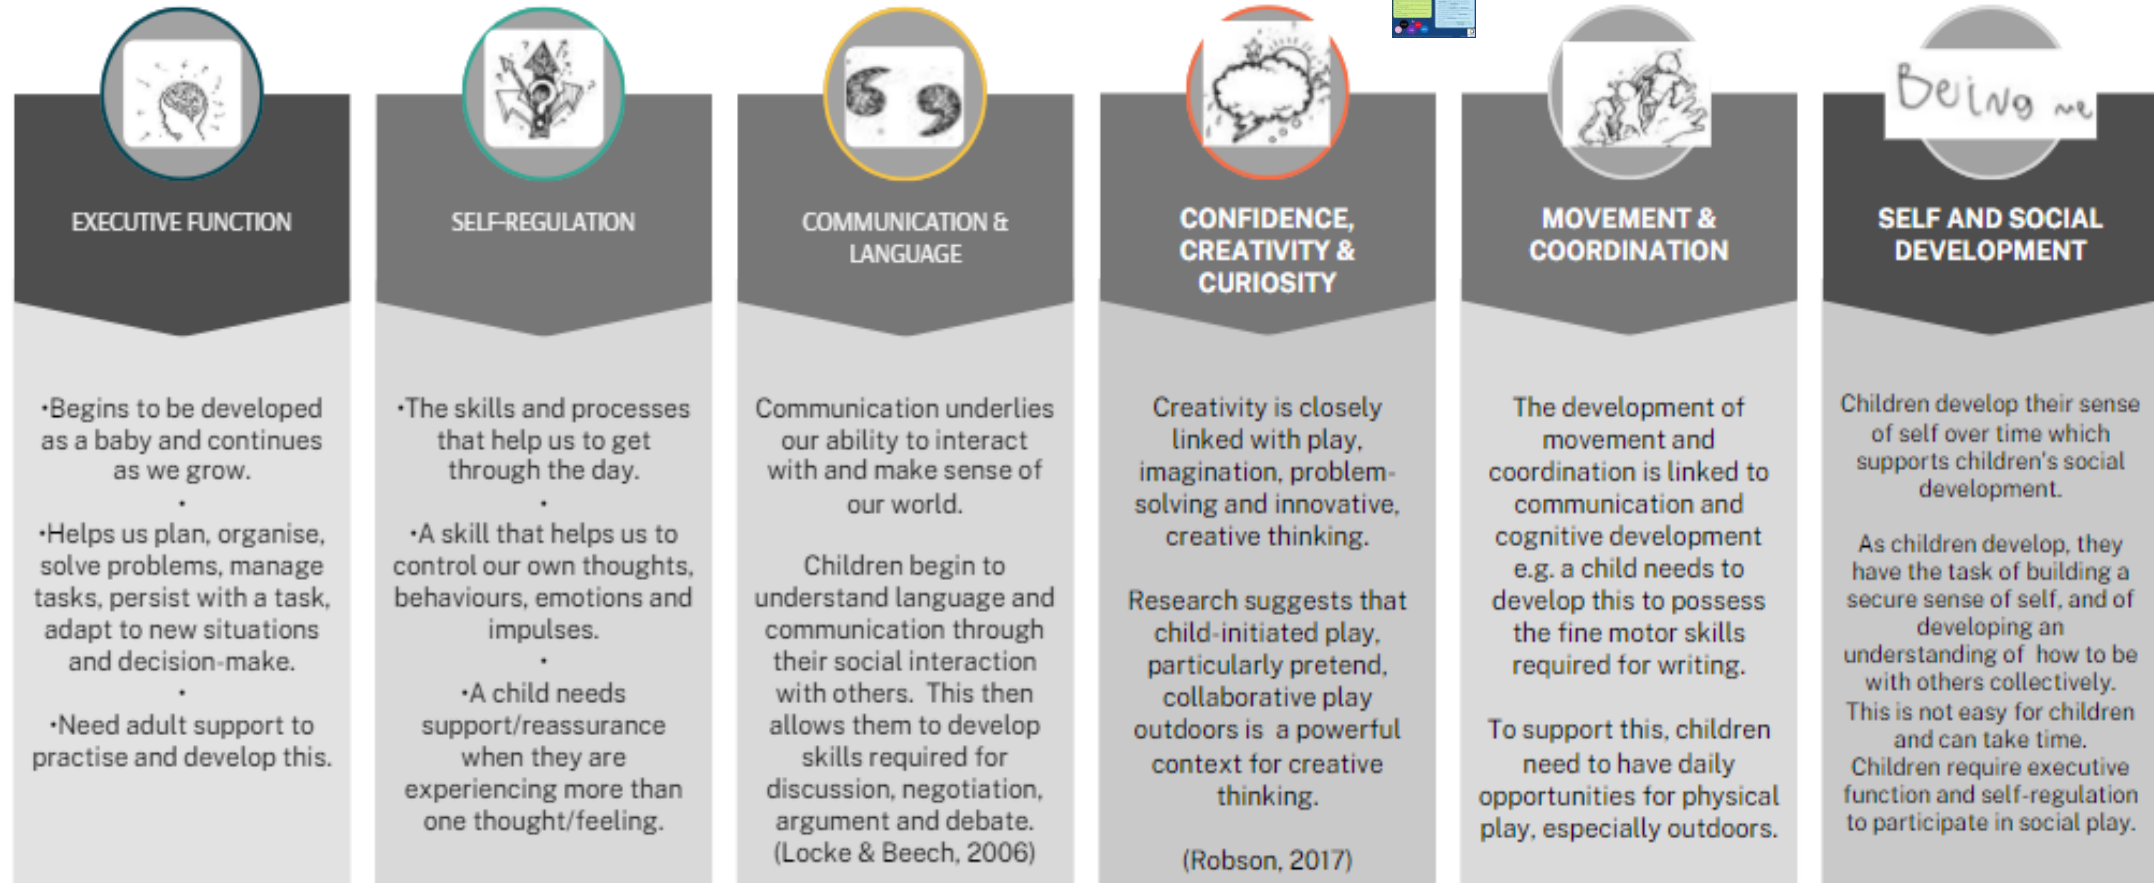 EXECUTIVE FUNCTION
•Begins to be developed
as a baby and continues
as we grow.
•
•Helps us plan, organise,
solve problems, manage
tasks, persist with a task,
adapt to new situations
and decision-make.
•
•Need adult support to
practise and develop this.
SELF-REGULATION
•The skills and processes
that help us to get
through the day.
•
•A skill that helps us to
control our own thoughts,
behaviours, emotions and
impulses.
•
•A child needs
support/reassurance
when they are
experiencing more than
one thought/feeling.
COMMUNICATION &
LANGUAGE
Communication underlies
our ability to interact
with and make sense of
our world.
Children begin to
understand language and
communication through
their social interaction
with others. This then
allows them to develop
skills required for
discussion, negotiation,
argument and debate.
(Locke & Beech, 2006)
CONFIDENCE,
CREATIVITY &
CURIOSITY
Creativity is closely
linked with play,
imagination, problem-
solving and innovative,
creative thinking.
Research suggests that
child-initiated play,
particularly pretend,
collaborative play
outdoors is a powerful
context for creative
thinking.
(Robson, 2017)
MOVEMENT &
COORDINATION
The development of
movement and
coordination is linked to
communication and
cognitive development
e.g. a child needs to
develop this to possess
the fine motor skills
required for writing.
To support this, children
need to have daily
opportunities for physical
play, especially outdoors.
Being me
SELF AND SOCIAL
DEVELOPMENT
Children develop their sense
of self over time which
supports children's social
development.
As children develop, they
have the task of building a
secure sense of self, and of
developing an
understanding of how to be
with others collectively.
This is not easy for children
and can take time.
Children require executive
function and self-regulation
to participate in social play.